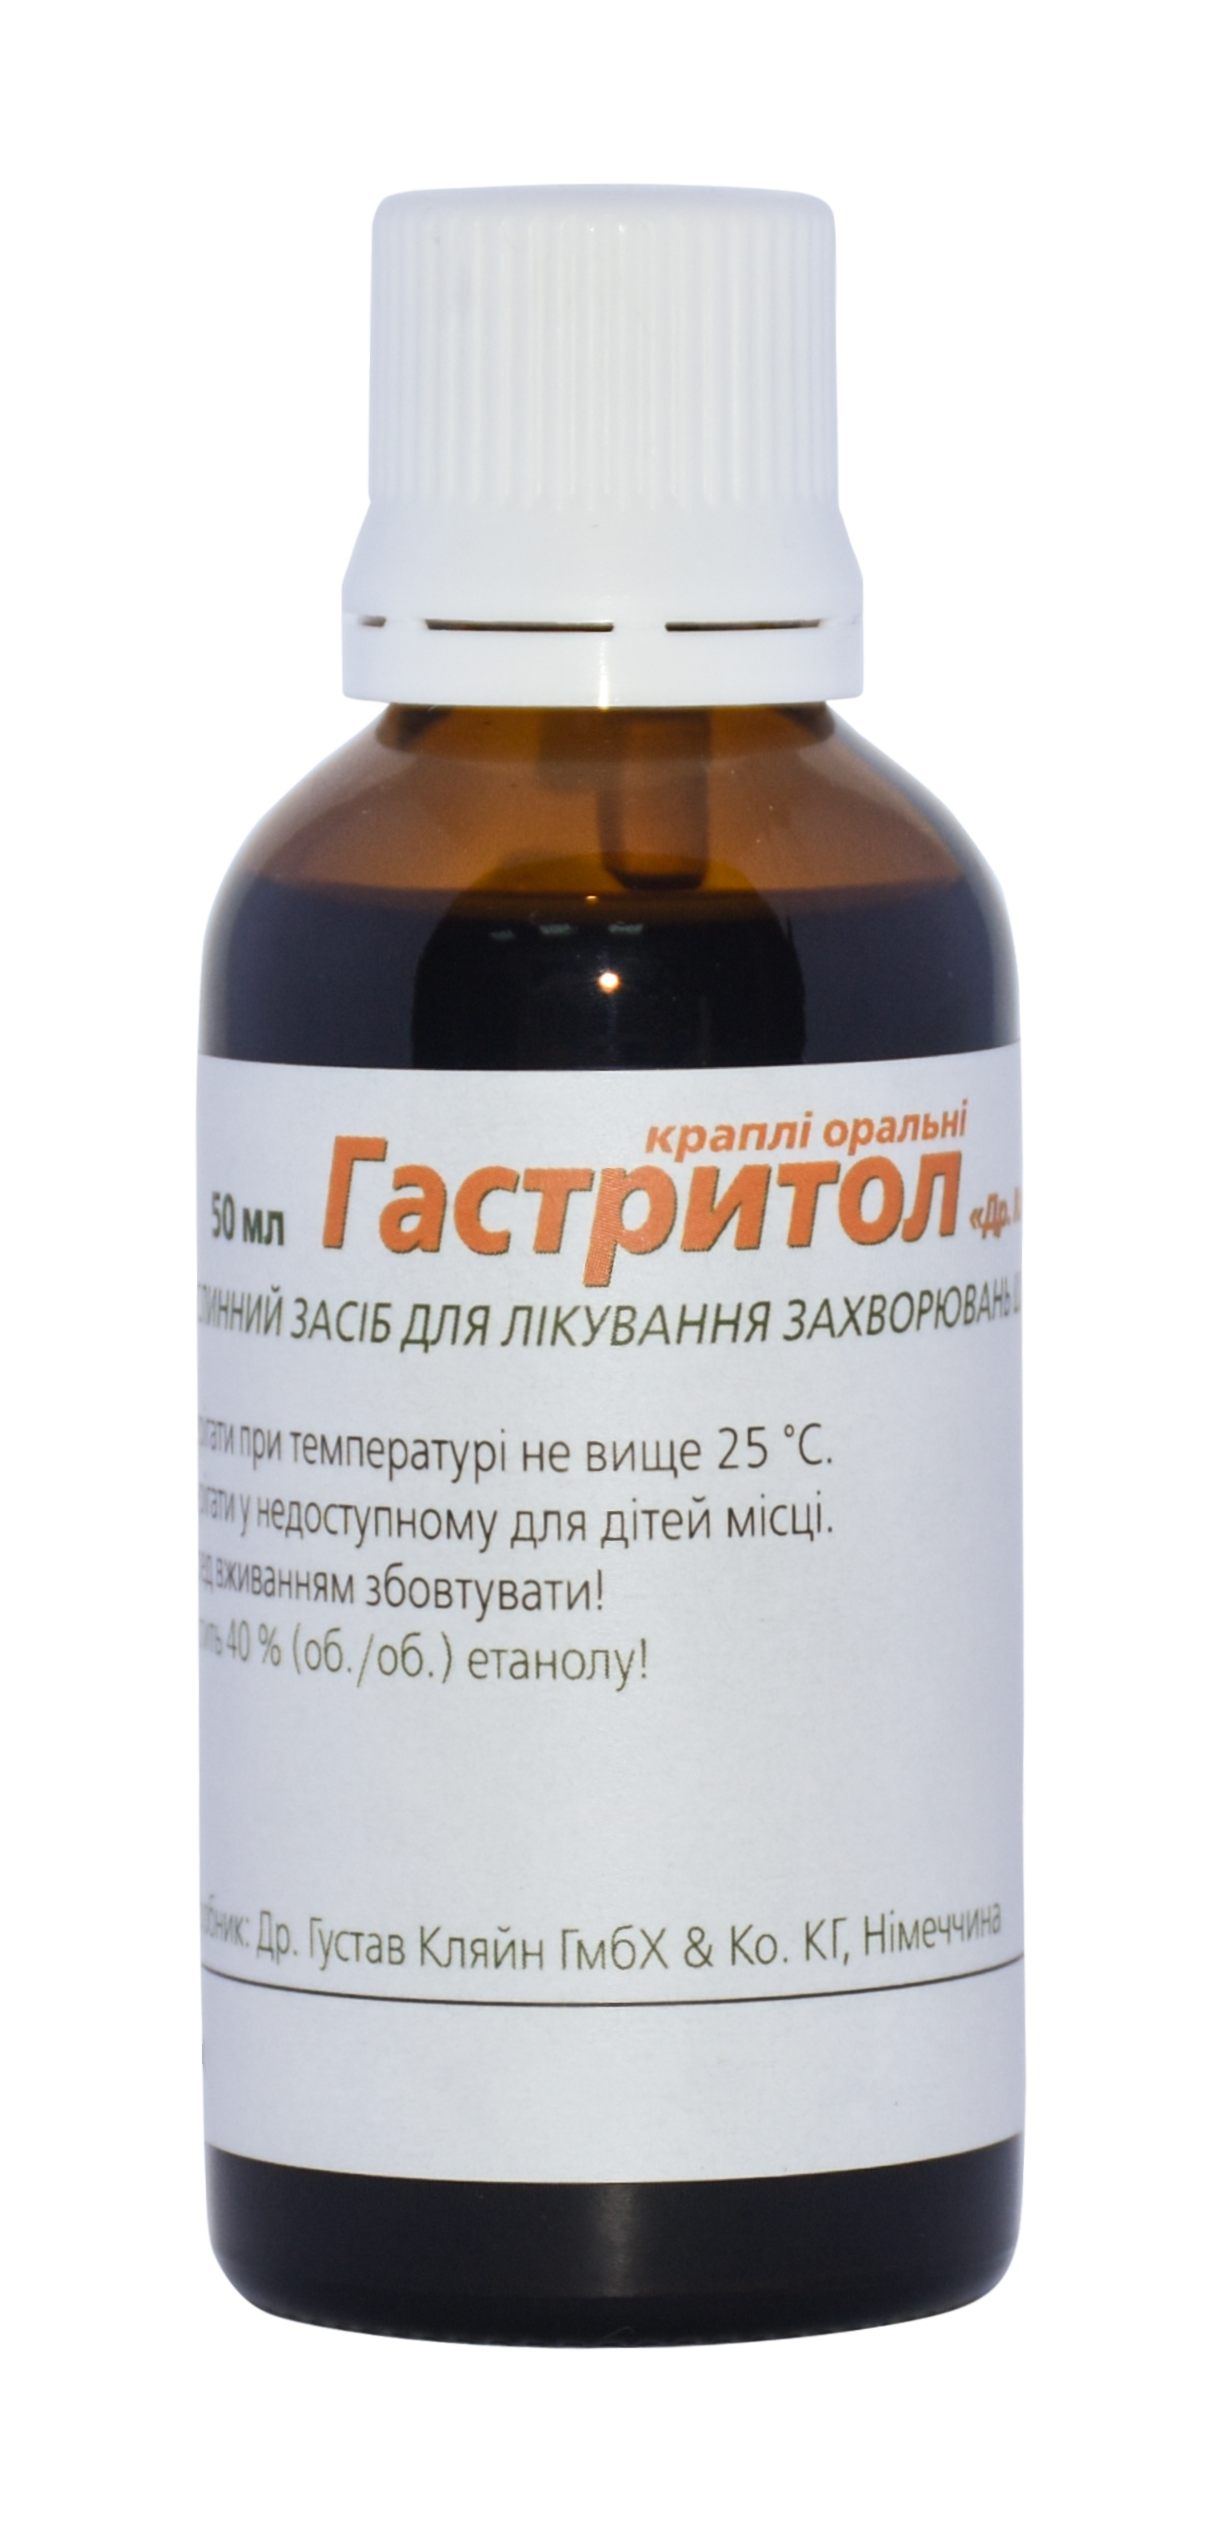 краплі оральні
50 мл Гастритол «Др.
ЗАСІБ ДЛЯ ЛІКУВАННЯ ЗАХВОРЮВАНЬ
при температурі не вище 25 °С.
у недоступному для дітей місці.
вживанням збовтувати!
40 % (об./об.) етанолу!
Др. Густав Кляйн ГмбХ & Ко. КГ, Німеччина